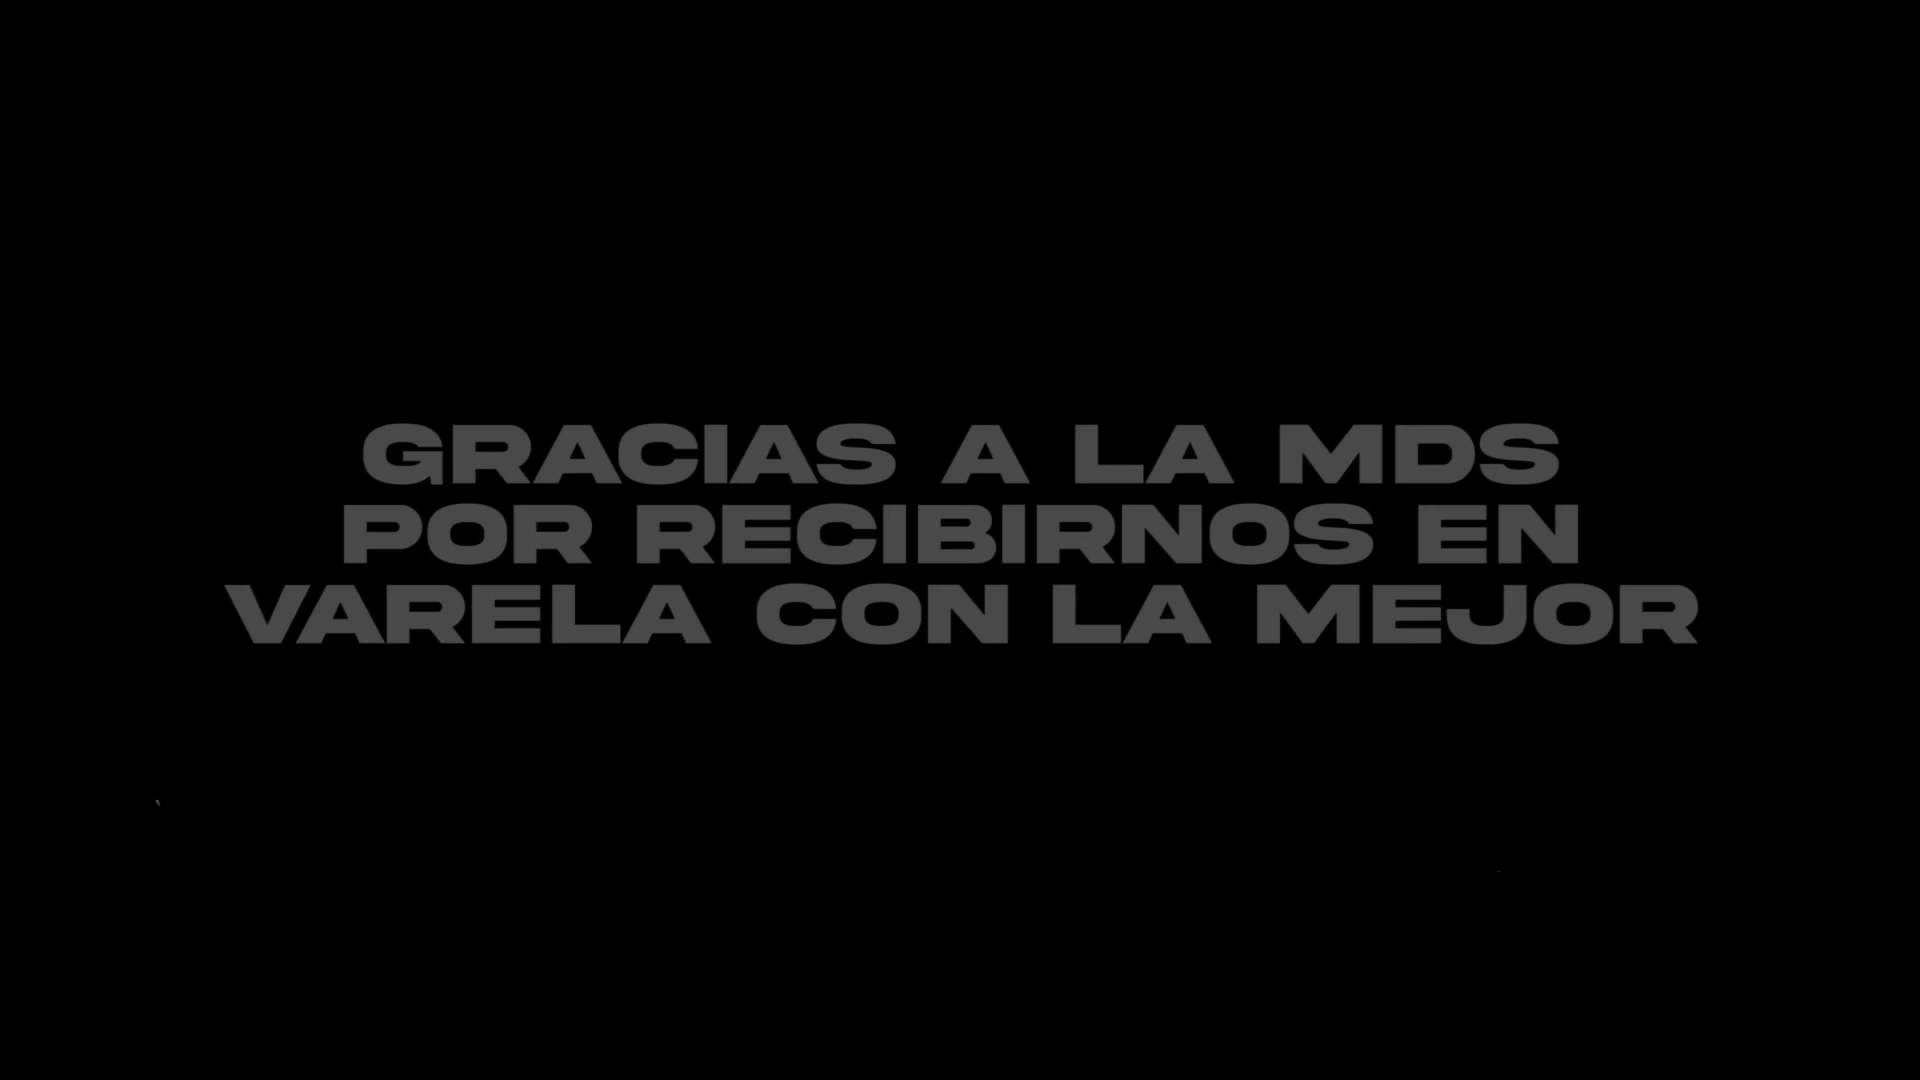 GRACIAS A LA MDS
POR RECIBIRNOS EN
VARELA CON LA MEJOR